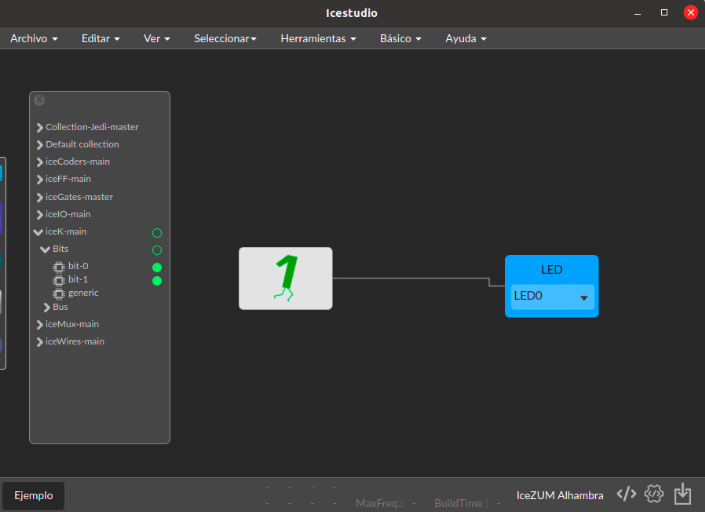 Icestudio
Archivo Editar Ver Seleccionar Herramientas Básico Ayuda
Collection-Jedi-master
Default collection
iceCoders-main
iceFF-main
iceGates-master
iceIO-main
iceK-main
Bits
bit-0
bit-1
generic
Bus
iceMux-main
iceWires-main
1
LED
LED0
Ejemplo
- - - -
- - - - MaxFreq.: - BuildTime : - IceZUM Alhambra </>